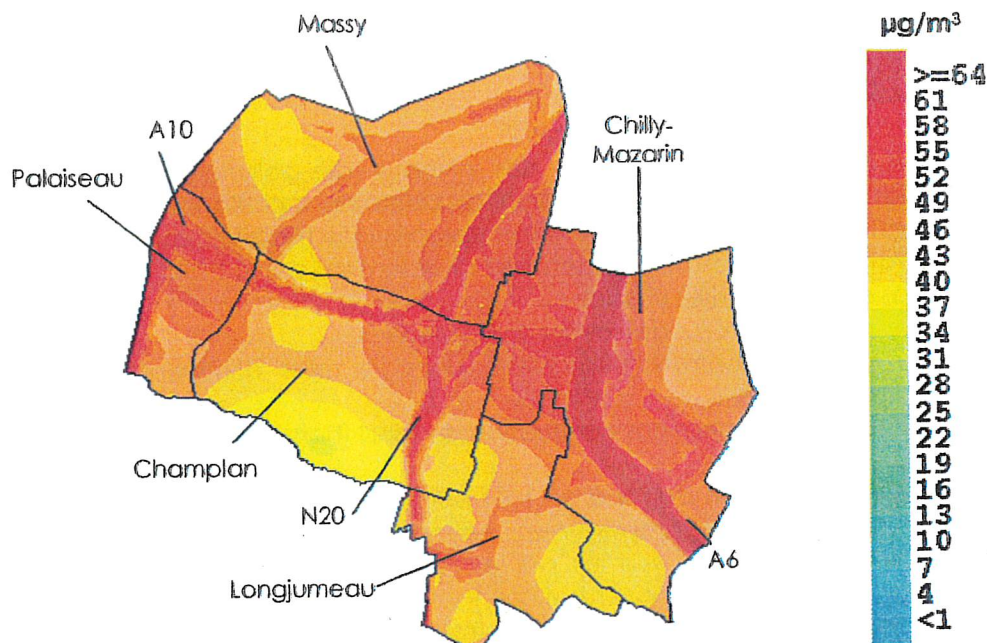 Massy
A10
Palaiseau
Chilly-
Mazarin
Champlan
N20
Longjumeau
A6
µg/m³
>=64
61
58
55
52
49
46
43
40
37
34
31
28
25
22
19
16
13
10
7
4
<1